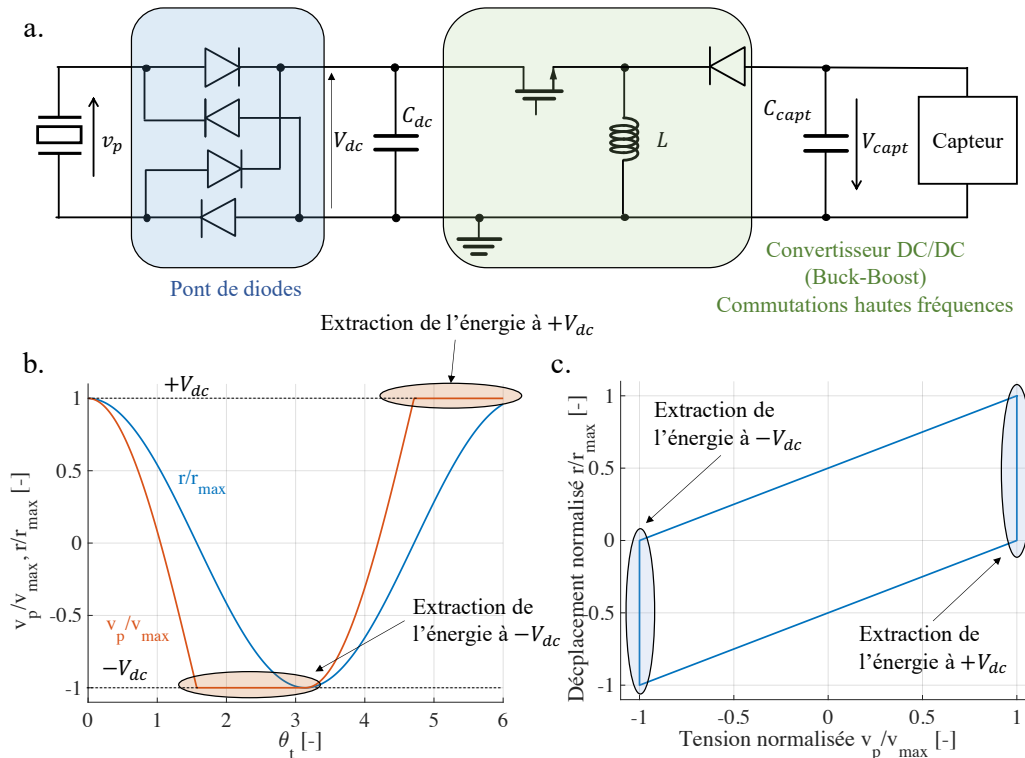 a.
v_p
V_dc
C_dc
L
C_capt
V_capt
Capteur
Pont de diodes
Convertisseur DC/DC
(Buck-Boost)
Commutations hautes fréquences
Extraction de l'énergie à +V_dc
b.
+V_dc
r/r_max
v_p/v_max
−V_dc
Extraction de
l'énergie à −V_dc
v_p/v_max, r/r_max [-]
1
0.5
0
-0.5
-1
0 1 2 3 4 5 6
θ_t [-]
c.
Extraction de
l'énergie à −V_dc
Extraction de
l'énergie à +V_dc
Décplacement normalisé r/r_max [-]
1
0.5
0
-0.5
-1
-1 -0.5 0 0.5 1
Tension normalisée v_p/v_max [-]